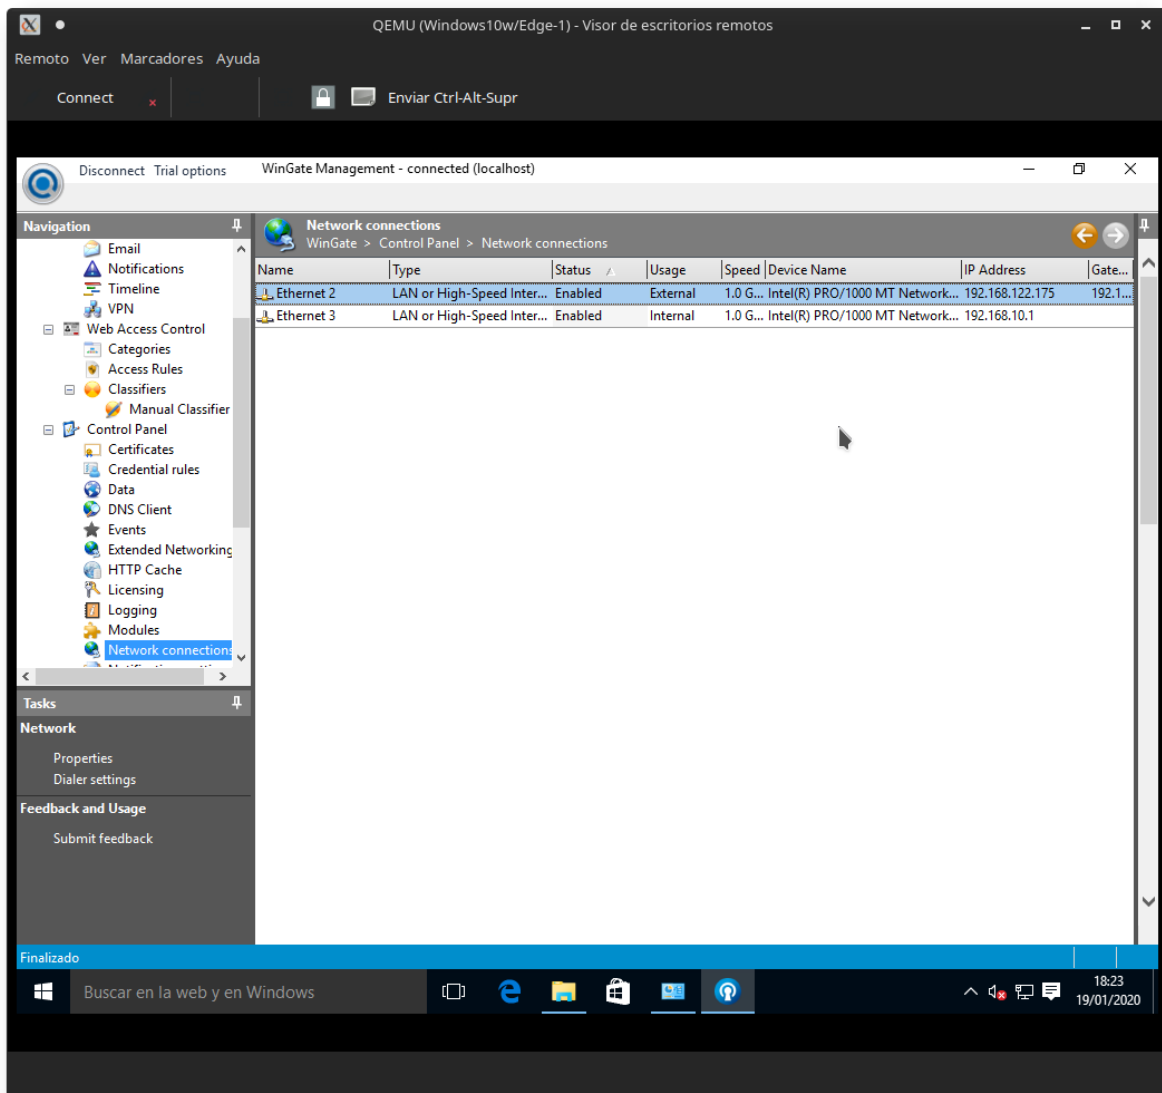 QEMU (Windows10w/Edge-1) - Visor de escritorios remotos
Remoto Ver Marcadores Ayuda
Connect Enviar Ctrl-Alt-Supr
Disconnect Trial options WinGate Management - connected (localhost)
Navigation
Email
Notifications
Timeline
VPN
Web Access Control
Categories
Access Rules
Classifiers
Manual Classifier
Control Panel
Certificates
Credential rules
Data
DNS Client
Events
Extended Networking
HTTP Cache
Licensing
Logging
Modules
Network connections
Tasks
Network
Properties
Dialer settings
Feedback and Usage
Submit feedback
Network connections
WinGate > Control Panel > Network connections
Name Type Status Usage Speed Device Name IP Address Gate...
Ethernet 2 LAN or High-Speed Inter... Enabled External 1.0 G... Intel(R) PRO/1000 MT Network... 192.168.122.175 192.1...
Ethernet 3 LAN or High-Speed Inter... Enabled Internal 1.0 G... Intel(R) PRO/1000 MT Network... 192.168.10.1
Finalizado
Buscar en la web y en Windows
18:23
19/01/2020